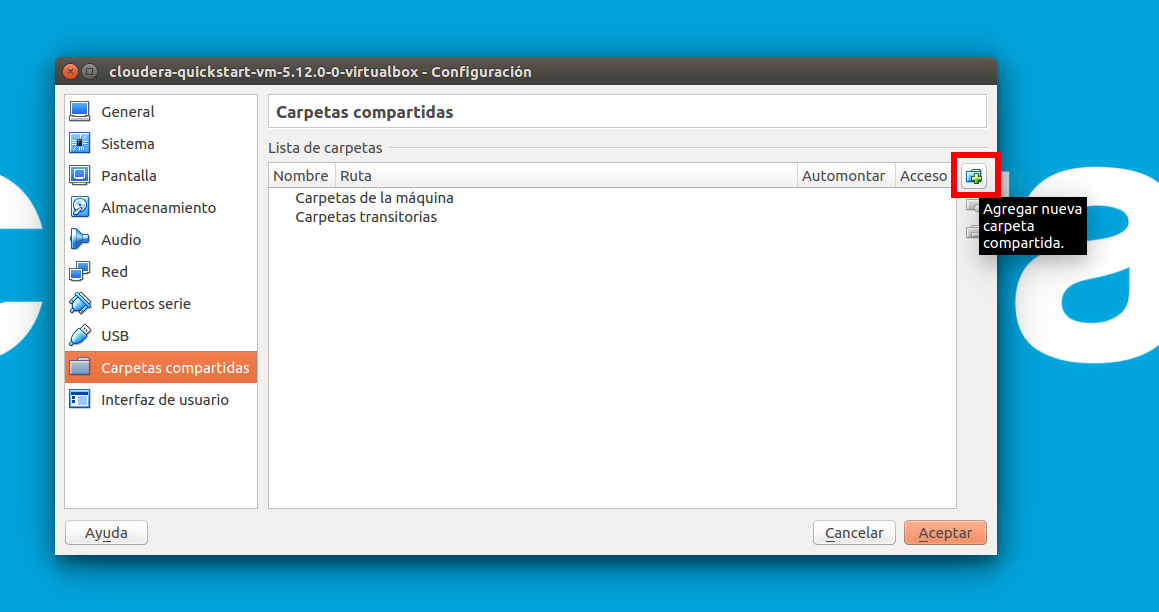 cloudera-quickstart-vm-5.12.0-0-virtualbox - Configuración
General
Sistema
Pantalla
Almacenamiento
Audio
Red
Puertos serie
USB
Carpetas compartidas
Interfaz de usuario
Carpetas compartidas
Lista de carpetas
Nombre Ruta Automontar Acceso
Carpetas de la máquina
Carpetas transitorias
Agregar nueva
carpeta
compartida.
Ayuda Cancelar Aceptar
a